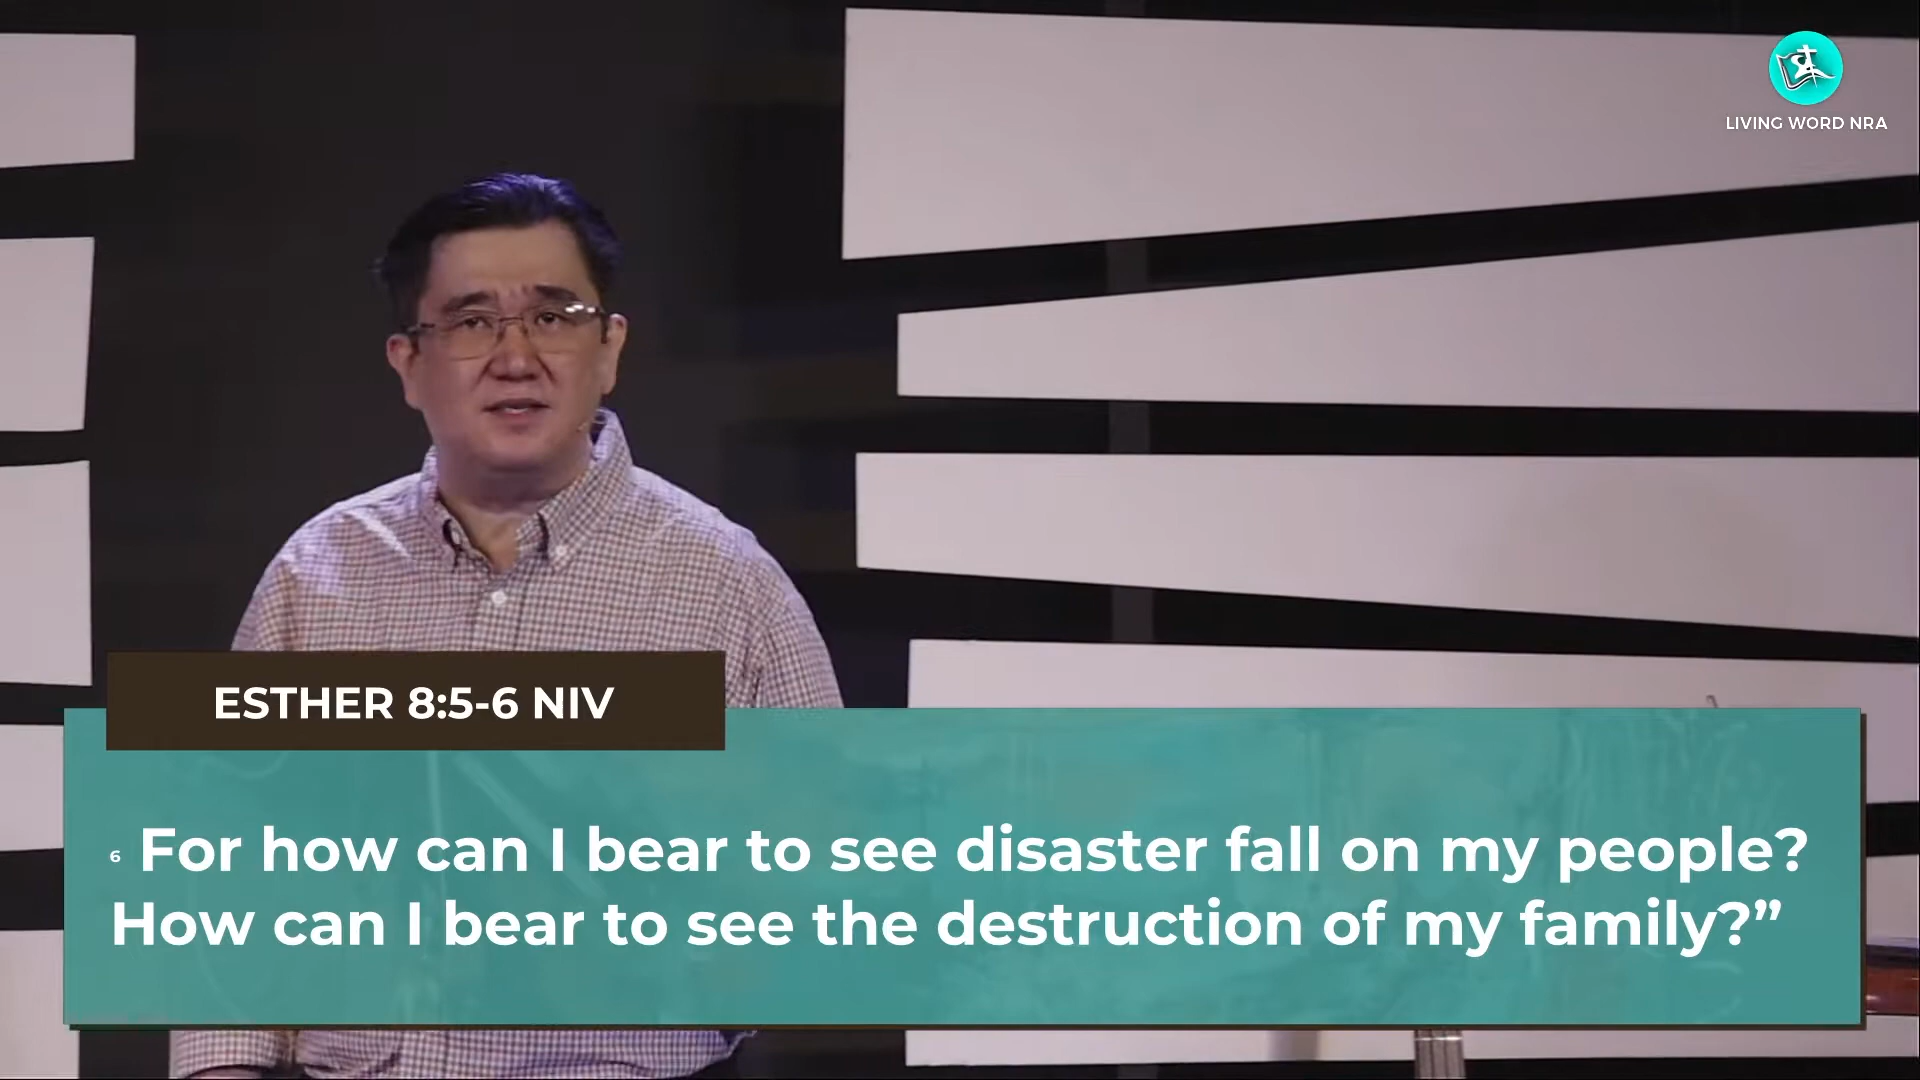 LIVING WORD NRA
ESTHER 8:5-6 NIV
6 For how can I bear to see disaster fall on my people?
How can I bear to see the destruction of my family?”